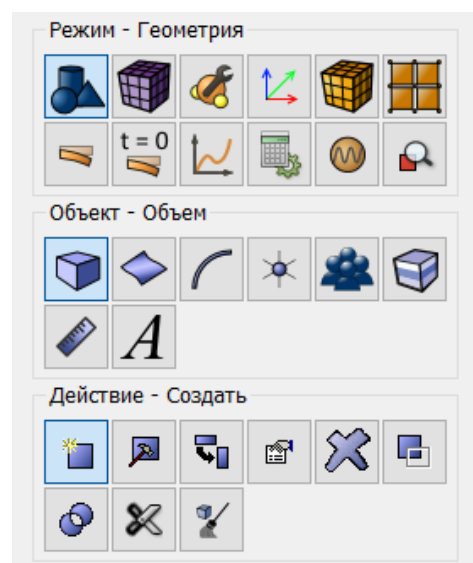 Режим - Геометрия
t = 0
Объект - Объем
A
Действие - Создать